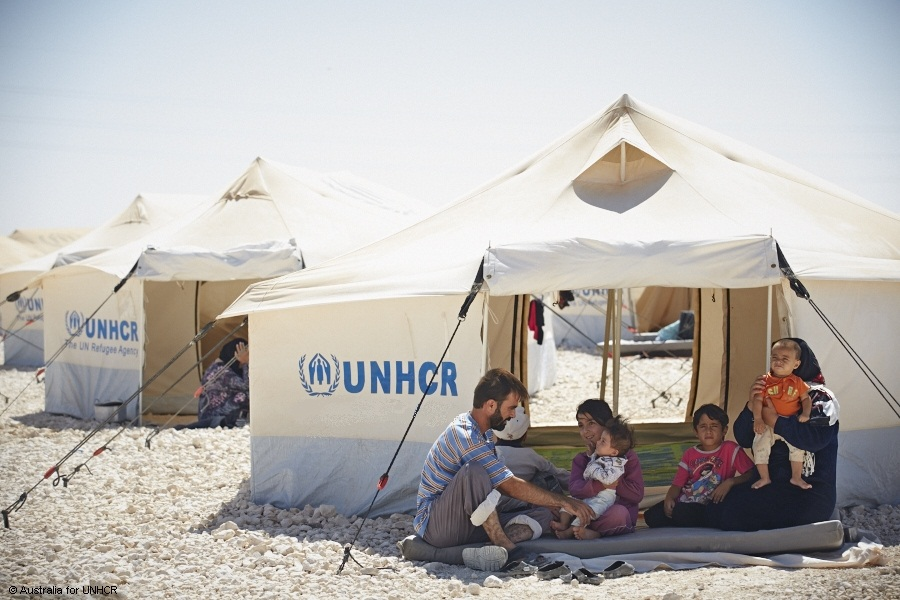 UNHCR
UNHCR
The UN Refugee Agency
UNHCR
© Australia for UNHCR